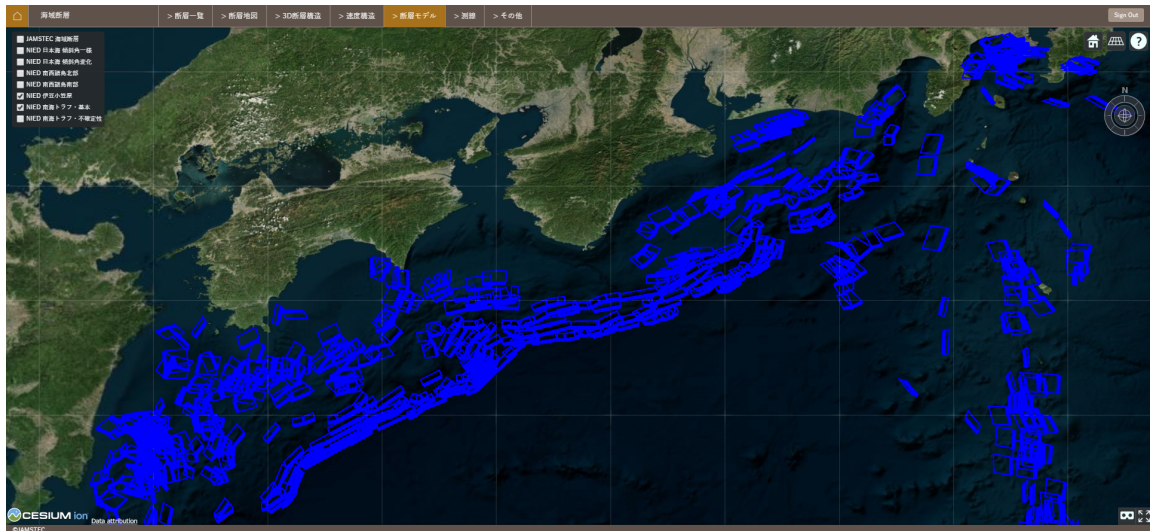 海域断層
> 断層一覧
> 断層地図
> 3D断層構造
> 速度構造
> 断層モデル
> 測線
> その他
Sign Out
JAMSTEC 海域断層
NIED 日本海 傾斜角一様
NIED 日本海 傾斜角変化
NIED 南西諸島北部
NIED 南西諸島南部
NIED 伊豆小笠原
NIED 南海トラフ・基本
NIED 南海トラフ・不確定性
?
N
CESIUM ion
Data attribution
©JAMSTEC